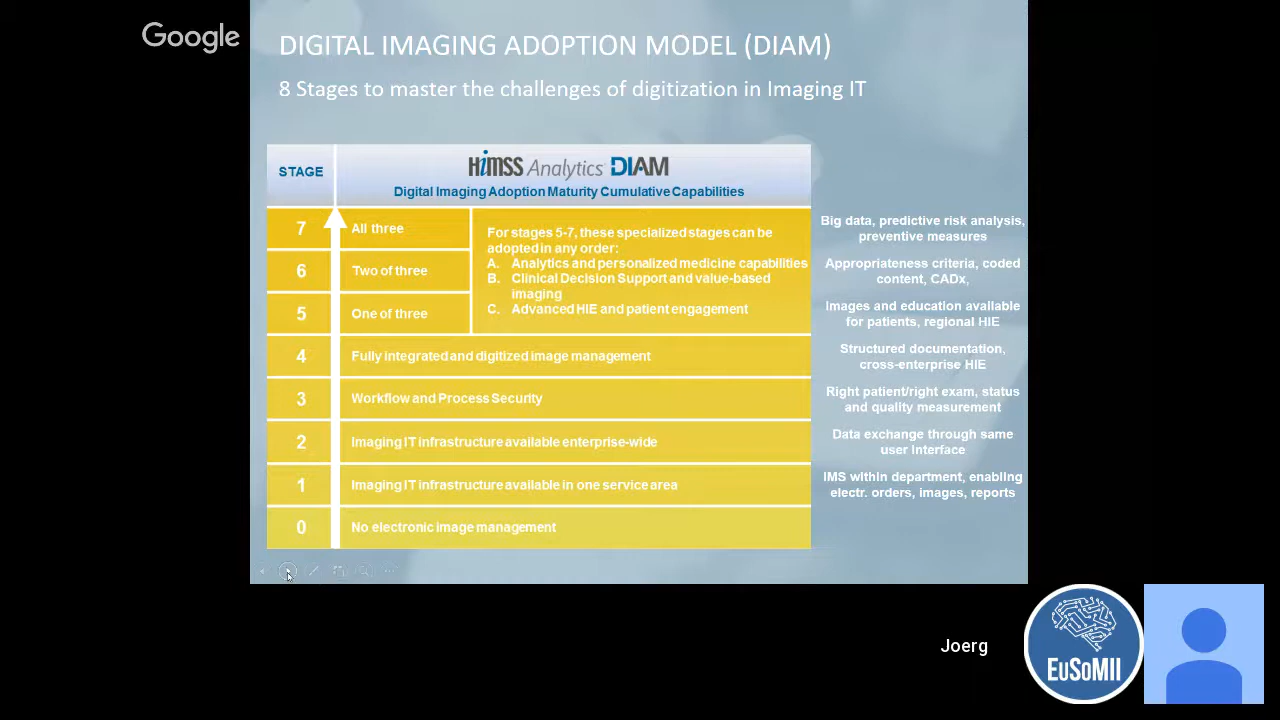 Google
DIGITAL IMAGING ADOPTION MODEL (DIAM)
8 Stages to master the challenges of digitization in Imaging IT
STAGE
HiMSS Analytics DIAM
Digital Imaging Adoption Maturity Cumulative Capabilities
7
All three
6
Two of three
5
One of three
For stages 5-7, these specialized stages can be
adopted in any order:
A. Analytics and personalized medicine capabilities
B. Clinical Decision Support and value-based
imaging
C. Advanced HIE and patient engagement
4
Fully integrated and digitized image management
3
Workflow and Process Security
2
Imaging IT infrastructure available enterprise-wide
1
Imaging IT infrastructure available in one service area
0
No electronic image management
Big data, predictive risk analysis,
preventive measures
Appropriateness criteria, coded
content, CADx,
Images and education available
for patients, regional HIE
Structured documentation,
cross-enterprise HIE
Right patient/right exam, status
and quality measurement
Data exchange through same
user Interface
IMS within department, enabling
electr. orders, images, reports
Joerg
EuSoMII